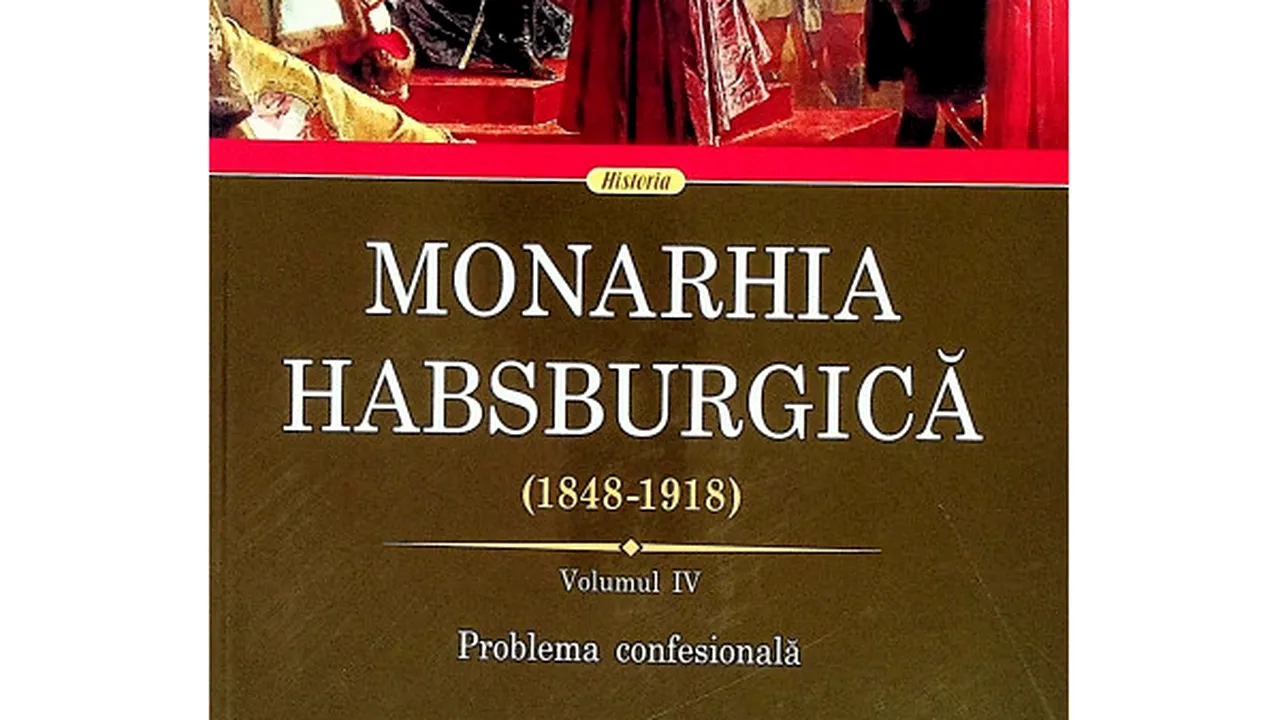 Historia
MONARHIA
HABSBURGICĂ
(1848-1918)
Volumul IV
Problema confesională